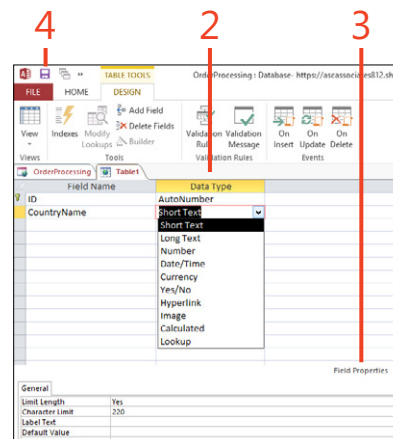 4 2 3
TABLE TOOLS OrderProcessing : Database- https://ascassociates812.sh
FILE HOME DESIGN
View Indexes Modify Lookups Add Field Delete Fields Builder Validation Rule Validation Message On Insert On Update On Delete
Views Tools Validation Rules Events
OrderProcessing Table1
Field Name Data Type
ID AutoNumber
CountryName Short Text
Short Text
Long Text
Number
Date/Time
Currency
Yes/No
Hyperlink
Image
Calculated
Lookup
Field Properties
General
Limit Length Yes
Character Limit 220
Label Text
Default Value